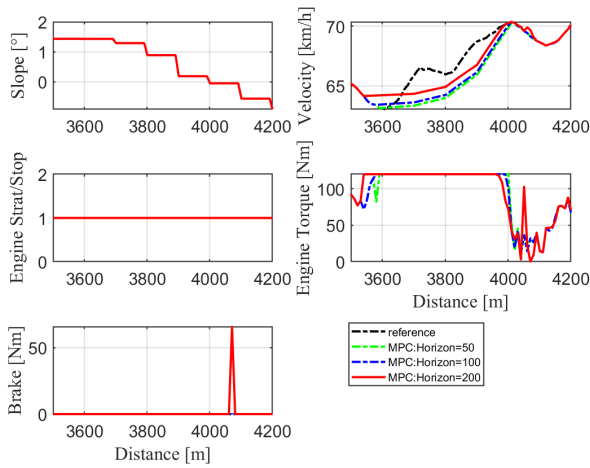 2
1
0
Slope [°]
3600 3800 4000 4200
70
65
Velocity [km/h]
3600 3800 4000 4200
2
1
0
Engine Strat/Stop
3600 3800 4000 4200
100
50
0
Engine Torque [Nm]
3600 3800 4000 4200
Distance [m]
50
0
Brake [Nm]
3600 3800 4000 4200
Distance [m]
reference
MPC:Horizon=50
MPC:Horizon=100
MPC:Horizon=200